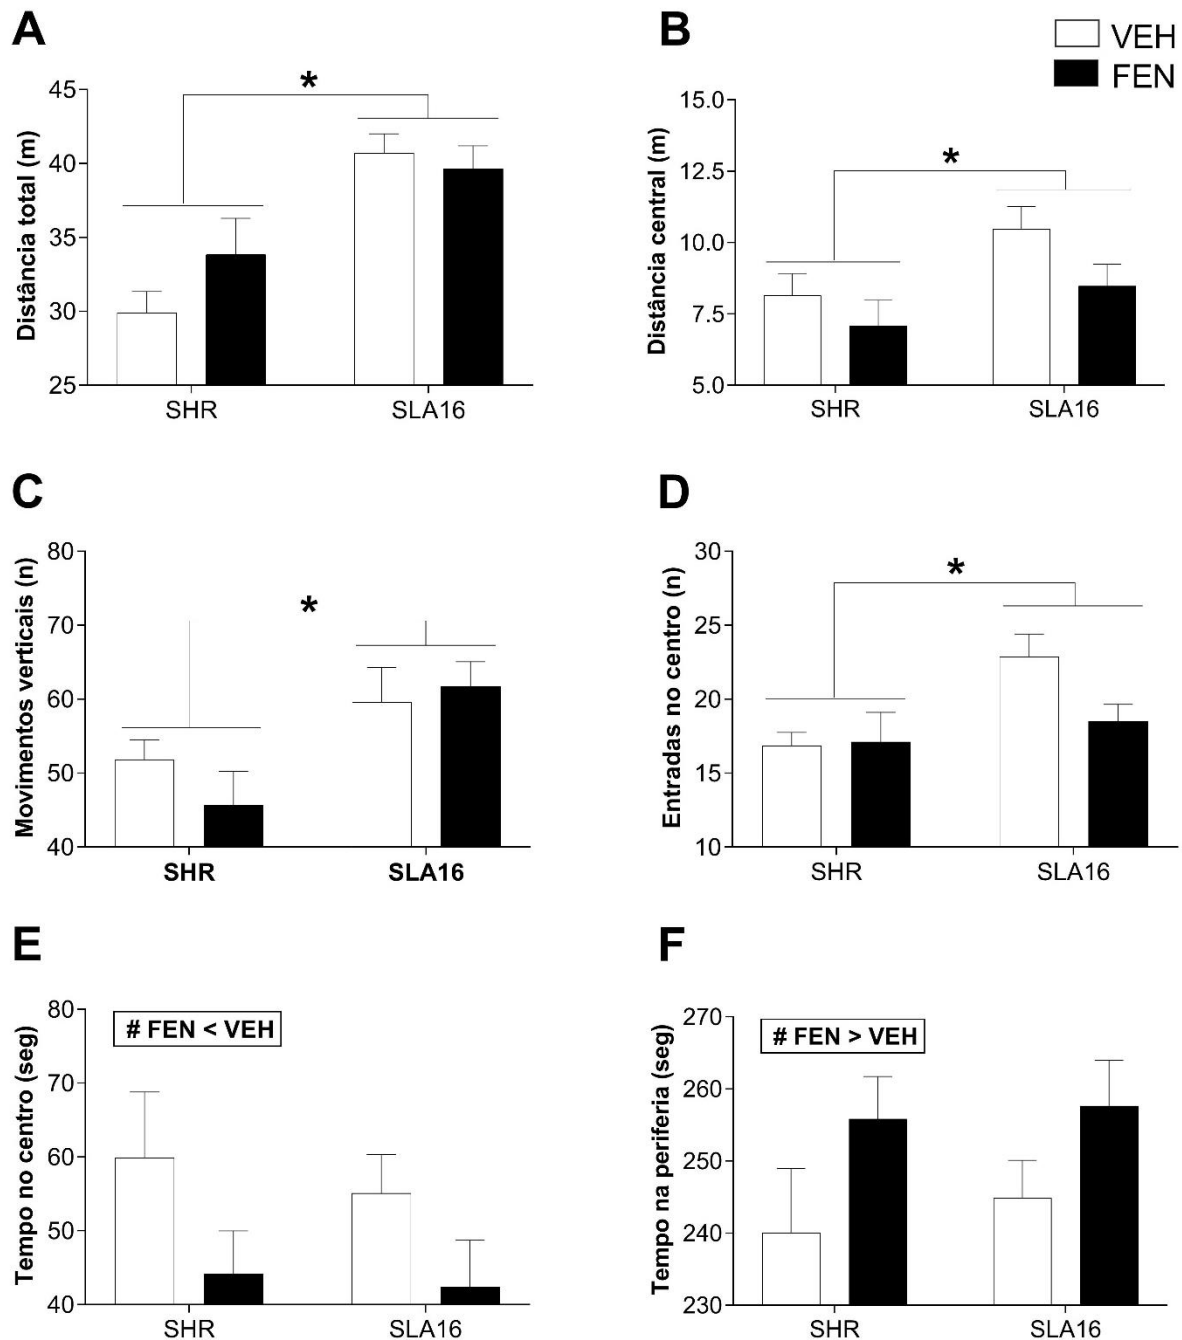 A
B
VEH
FEN
Distância total (m)
45
40
35
30
25
*
SHR
SLA16
Distância central (m)
15.0
12.5
10.0
7.5
5.0
*
SHR
SLA16
C
D
Movimentos verticais (n)
80
70
60
50
40
*
SHR
SLA16
Entradas no centro (n)
30
25
20
15
10
*
SHR
SLA16
E
F
Tempo no centro (seg)
80
70
60
50
40
# FEN < VEH
SHR
SLA16
Tempo na periferia (seg)
270
260
250
240
230
# FEN > VEH
SHR
SLA16